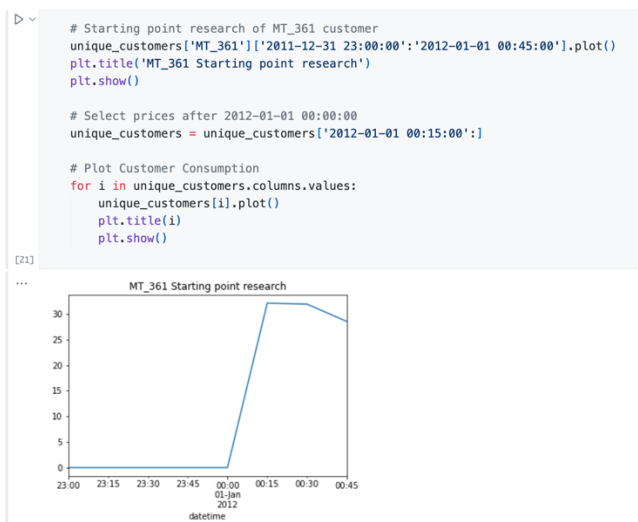 # Starting point research of MT_361 customer
unique_customers['MT_361']['2011-12-31 23:00:00':'2012-01-01 00:45:00'].plot()
plt.title('MT_361 Starting point research')
plt.show()
# Select prices after 2012-01-01 00:00:00
unique_customers = unique_customers['2012-01-01 00:15:00':]
# Plot Customer Consumption
for i in unique_customers.columns.values:
    unique_customers[i].plot()
    plt.title(i)
    plt.show()
[21]
...
MT_361 Starting point research
30
25
20
15
10
5
0
23:00 23:15 23:30 23:45 00:00 00:15 00:30 00:45
01-Jan
2012
datetime